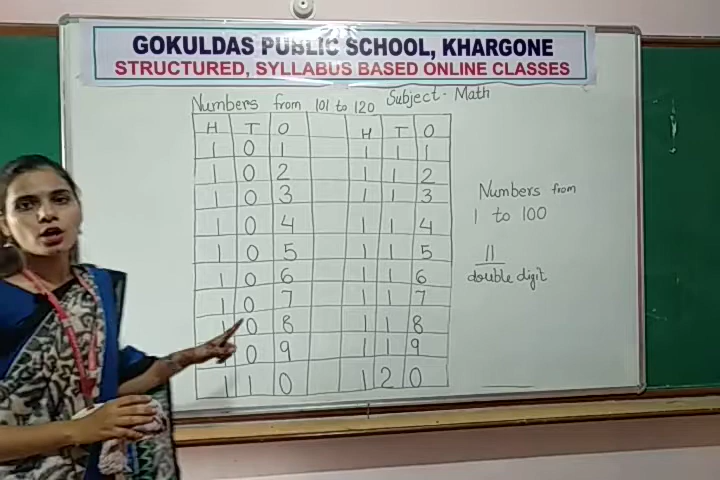 GOKULDAS PUBLIC SCHOOL, KHARGONE
STRUCTURED, SYLLABUS BASED ONLINE CLASSES
Numbers from 101 to 120 Subject - Math
H T O H T O
1 0 1 1 1 1
1 0 2 1 1 2
1 0 3 1 1 3
1 0 4 1 1 4
1 0 5 1 1 5
1 0 6 1 1 6
1 0 7 1 1 7
1 0 8 1 1 8
1 0 9 1 1 9
1 1 0 1 2 0
Numbers from
1 to 100
11
double digit